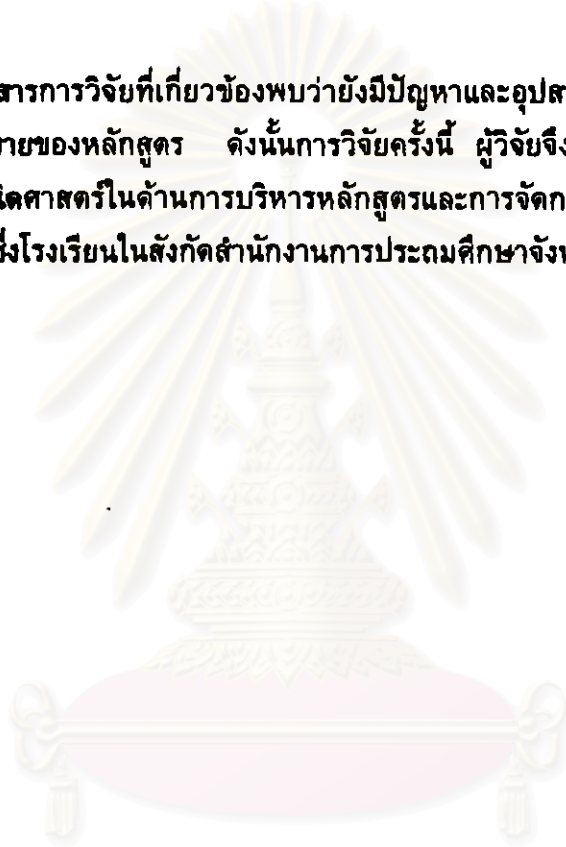 สารการวิจัยที่เกี่ยวข้องพบว่ายังมีปัญหาและอุปส
ายของหลักสูตร ดังนั้นการวิจัยครั้งนี้ ผู้วิจัยจึง
ิตศาสตร์ในด้านการบริหารหลักสูตรและการจัดก
ซึ่งโรงเรียนในสังกัดสำนักงานการประถมศึกษาจัง